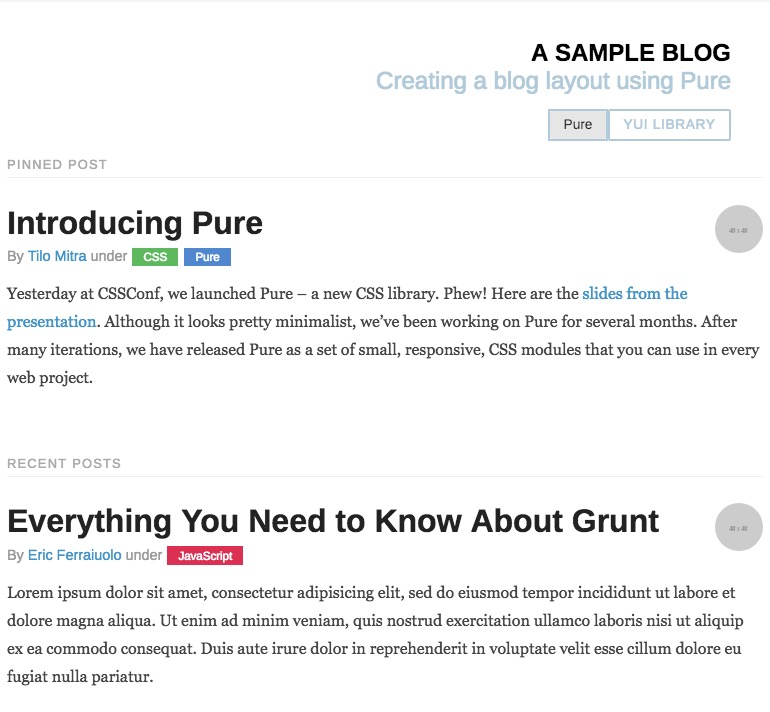 A SAMPLE BLOG
Creating a blog layout using Pure
Pure YUI LIBRARY
PINNED POST
Introducing Pure
48 x 48
By Tilo Mitra under CSS Pure
Yesterday at CSSConf, we launched Pure – a new CSS library. Phew! Here are the slides from the
presentation. Although it looks pretty minimalist, we’ve been working on Pure for several months. After
many iterations, we have released Pure as a set of small, responsive, CSS modules that you can use in every
web project.
RECENT POSTS
Everything You Need to Know About Grunt
48 x 48
By Eric Ferraiuolo under JavaScript
Lorem ipsum dolor sit amet, consectetur adipisicing elit, sed do eiusmod tempor incididunt ut labore et
dolore magna aliqua. Ut enim ad minim veniam, quis nostrud exercitation ullamco laboris nisi ut aliquip
ex ea commodo consequat. Duis aute irure dolor in reprehenderit in voluptate velit esse cillum dolore eu
fugiat nulla pariatur.